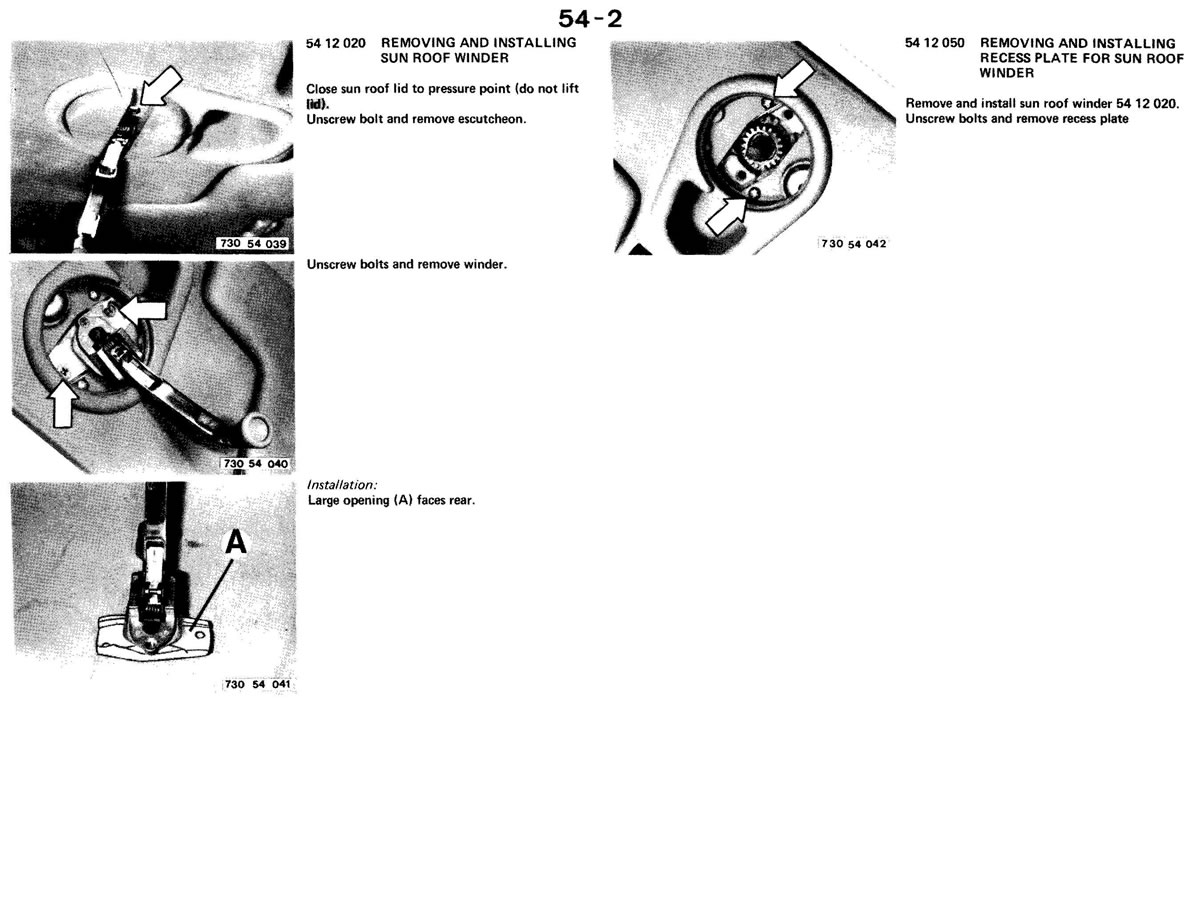 54-2
54 12 020 REMOVING AND INSTALLING
SUN ROOF WINDER
Close sun roof lid to pressure point (do not lift
lid).
Unscrew bolt and remove escutcheon.
730 54 039
Unscrew bolts and remove winder.
730 54 040
Installation:
Large opening (A) faces rear.
A
730 54 041
54 12 050 REMOVING AND INSTALLING
RECESS PLATE FOR SUN ROOF
WINDER
Remove and install sun roof winder 54 12 020.
Unscrew bolts and remove recess plate
730 54 042